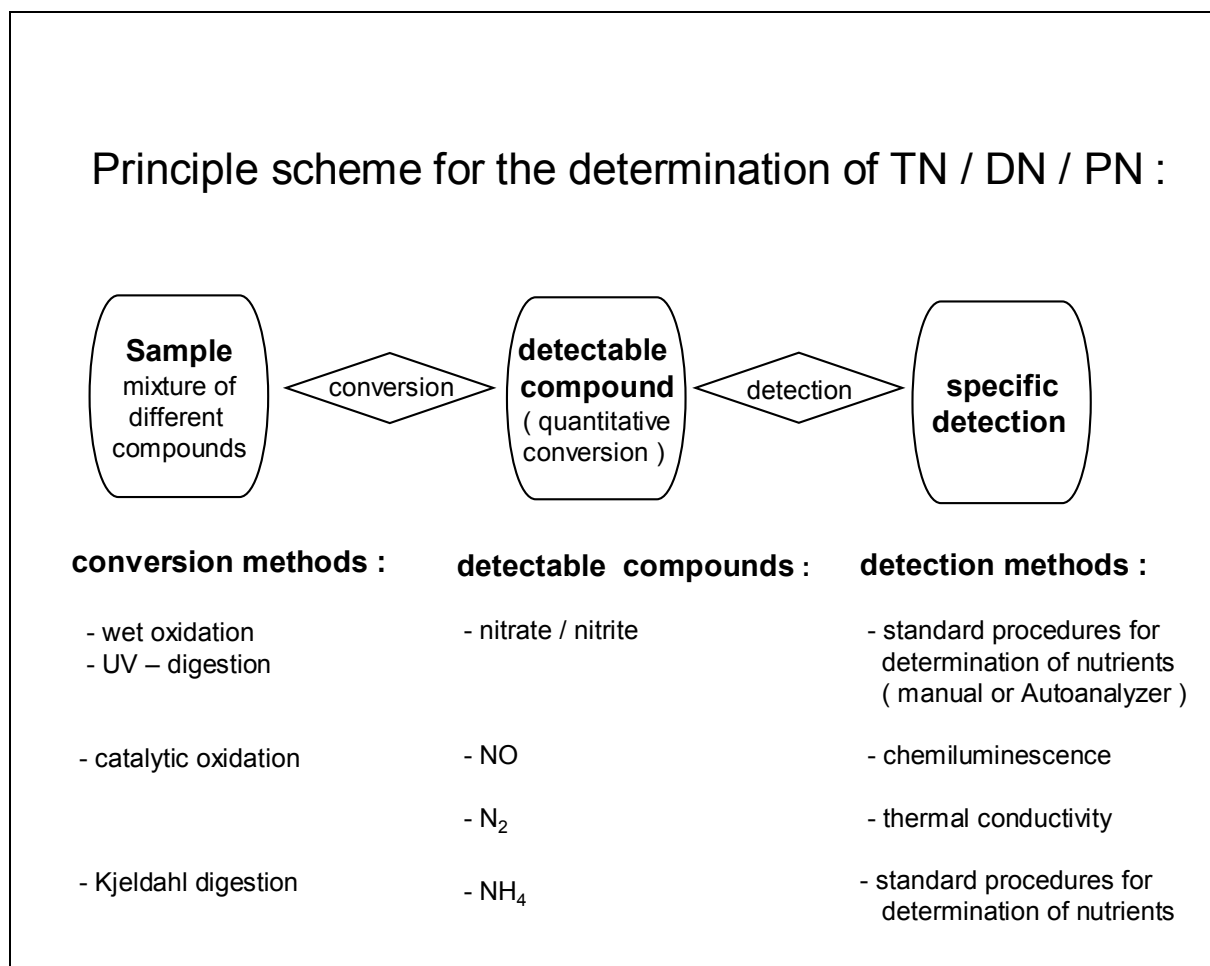 Principle scheme for the determination of TN / DN / PN :
Sample
mixture of
different
compounds
conversion
detectable
compound
( quantitative
conversion )
detection
specific
detection
conversion methods :
- wet oxidation
- UV – digestion
- catalytic oxidation
- Kjeldahl digestion
detectable compounds :
- nitrate / nitrite
- NO
- N₂
- NH₄
detection methods :
- standard procedures for
determination of nutrients
( manual or Autoanalyzer )
- chemiluminescence
- thermal conductivity
- standard procedures for
determination of nutrients